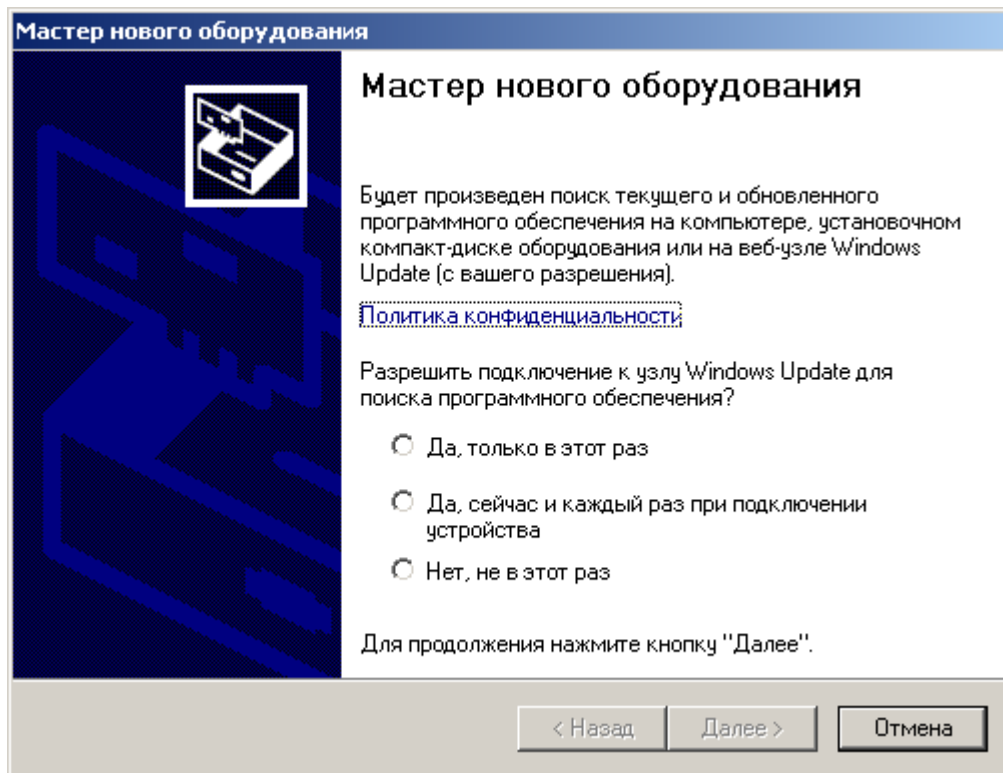 Мастер нового оборудования
Мастер нового оборудования
Будет произведен поиск текущего и обновленного
программного обеспечения на компьютере, установочном
компакт-диске оборудования или на веб-узле Windows
Update (с вашего разрешения).
Политика конфиденциальности
Разрешить подключение к узлу Windows Update для
поиска программного обеспечения?
Да, только в этот раз
Да, сейчас и каждый раз при подключении
устройства
Нет, не в этот раз
Для продолжения нажмите кнопку "Далее".
< Назад Далее > Отмена